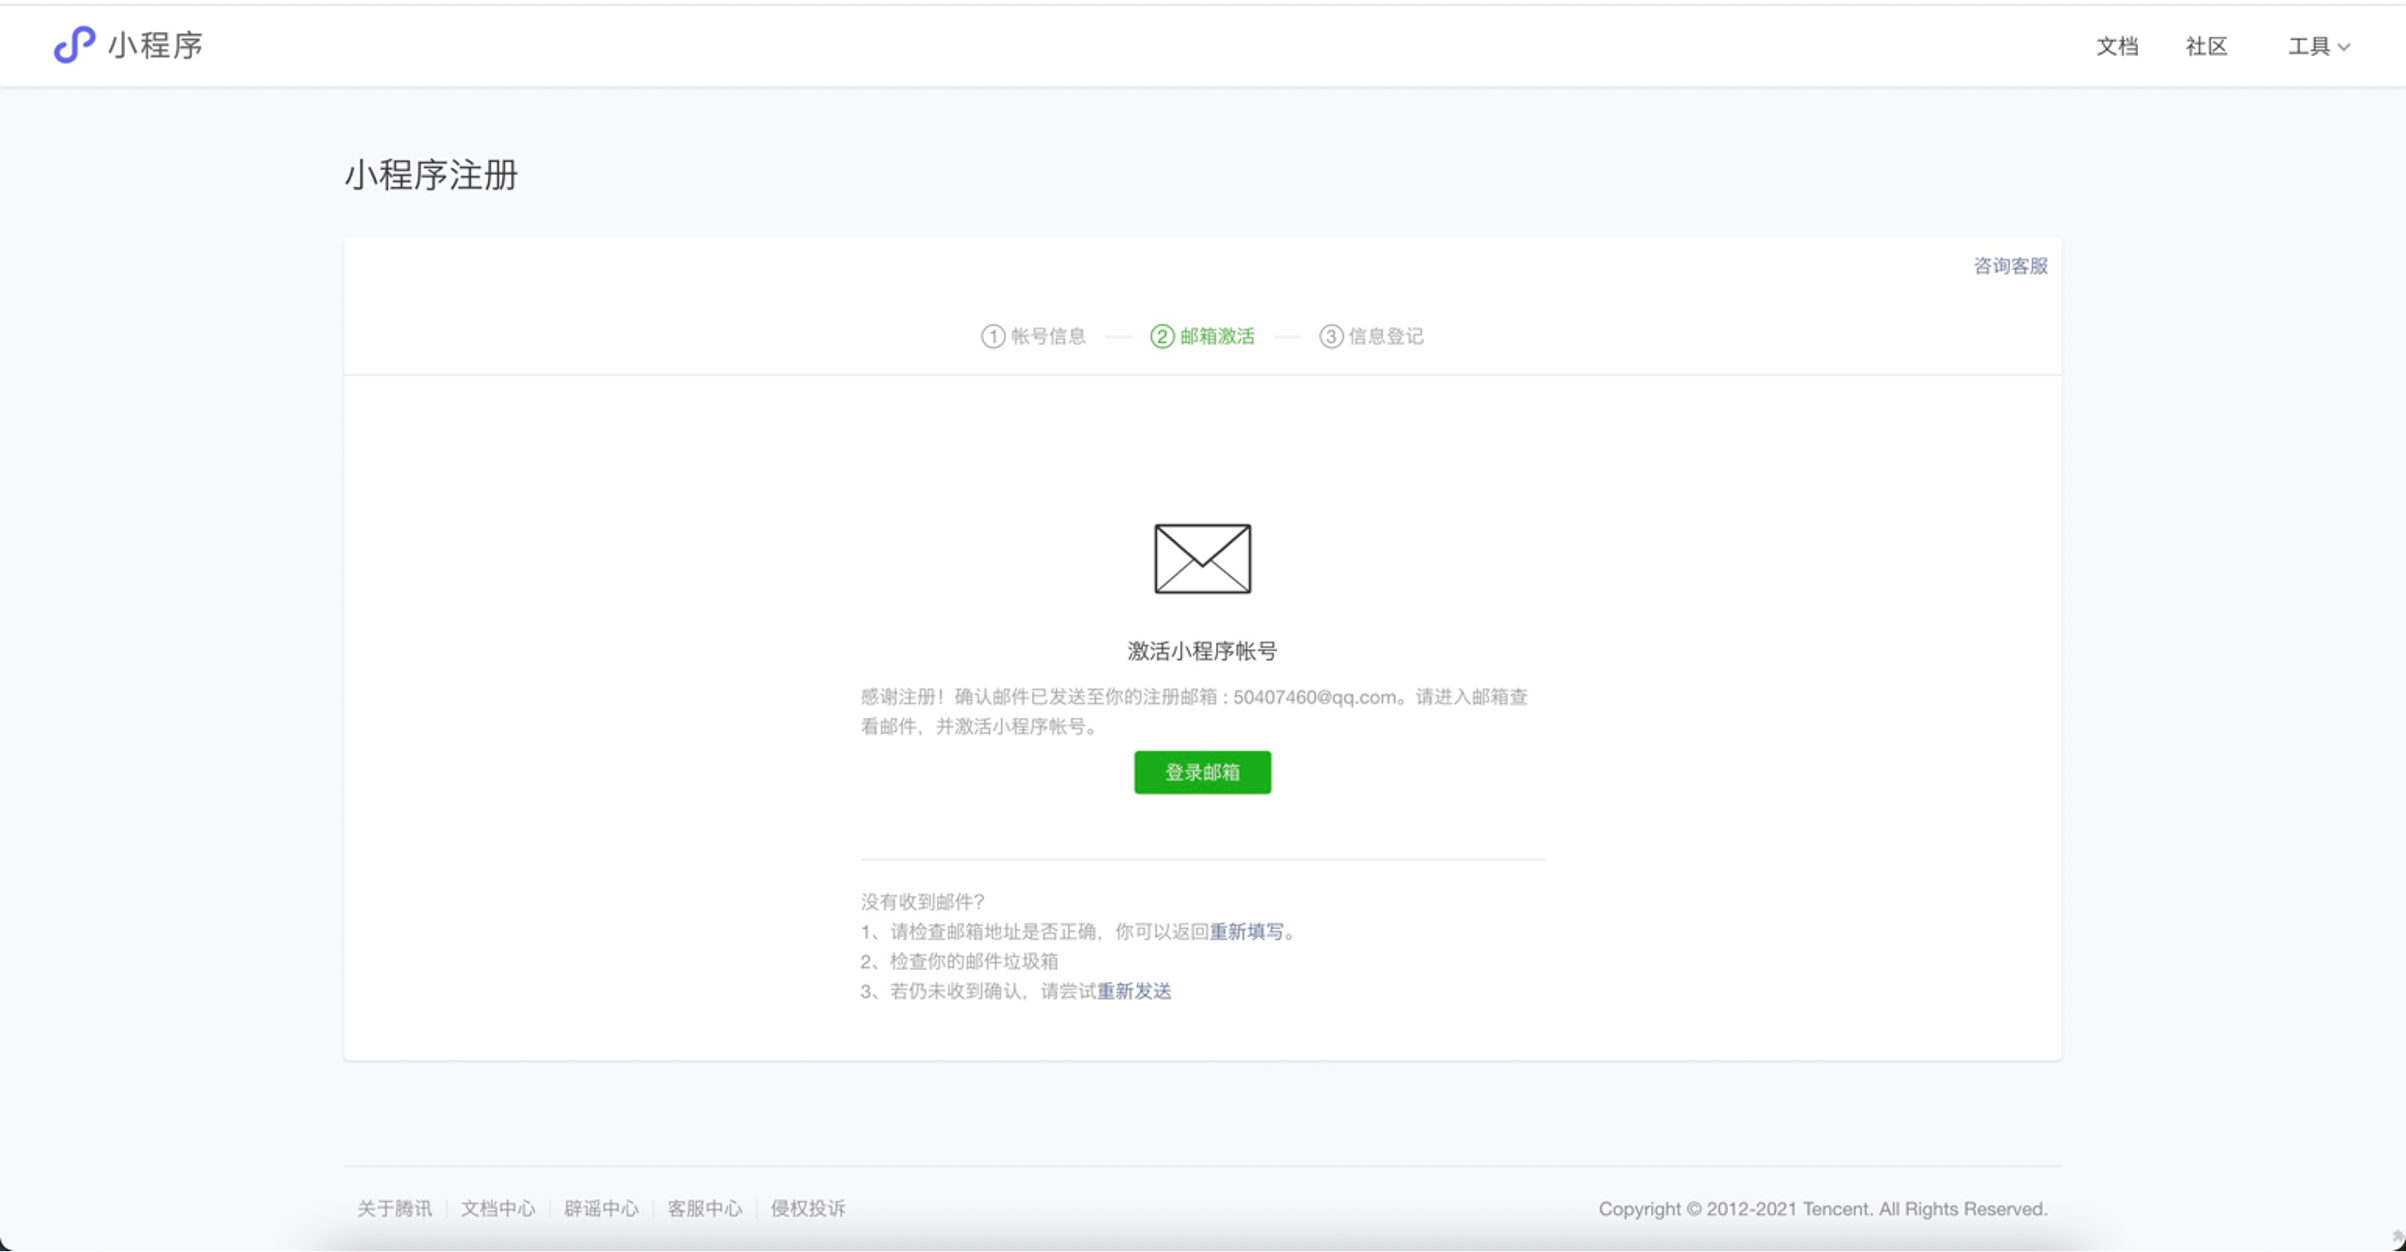 小程序
文档 社区 工具
小程序注册
咨询客服
1 帐号信息 2 邮箱激活 3 信息登记
激活小程序帐号
感谢注册！确认邮件已发送至你的注册邮箱 : 50407460@qq.com。请进入邮箱查
看邮件，并激活小程序帐号。
登录邮箱
没有收到邮件？
1、请检查邮箱地址是否正确，你可以返回重新填写。
2、检查你的邮件垃圾箱
3、若仍未收到确认，请尝试重新发送
关于腾讯 文档中心 辟谣中心 客服中心 侵权投诉
Copyright © 2012-2021 Tencent. All Rights Reserved.